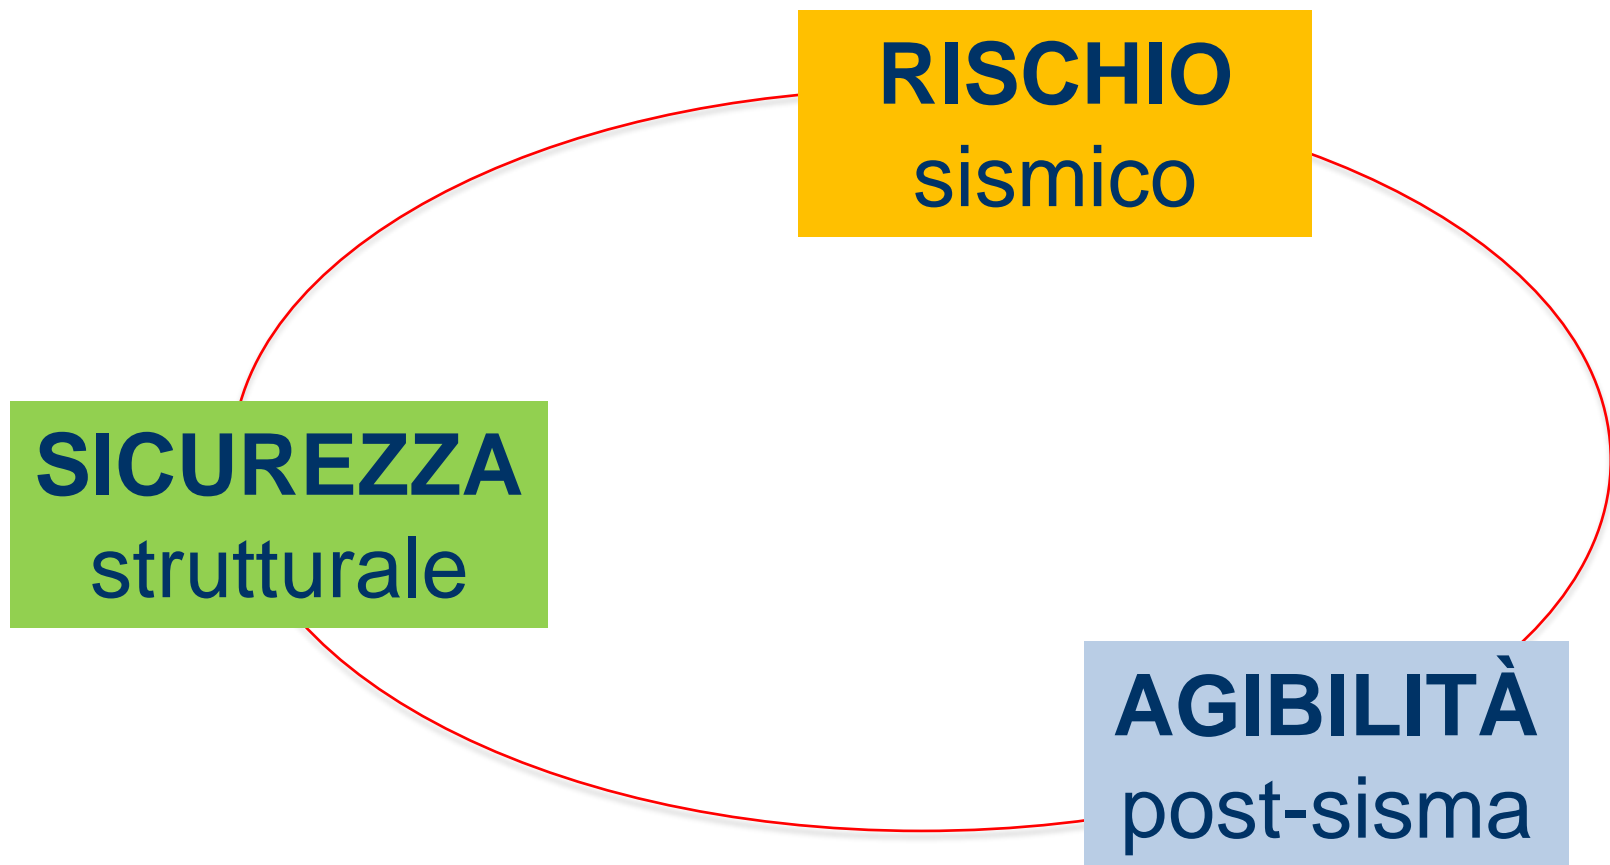 RISCHIO
sismico
SICUREZZA
strutturale
AGIBILITÀ
post-sisma